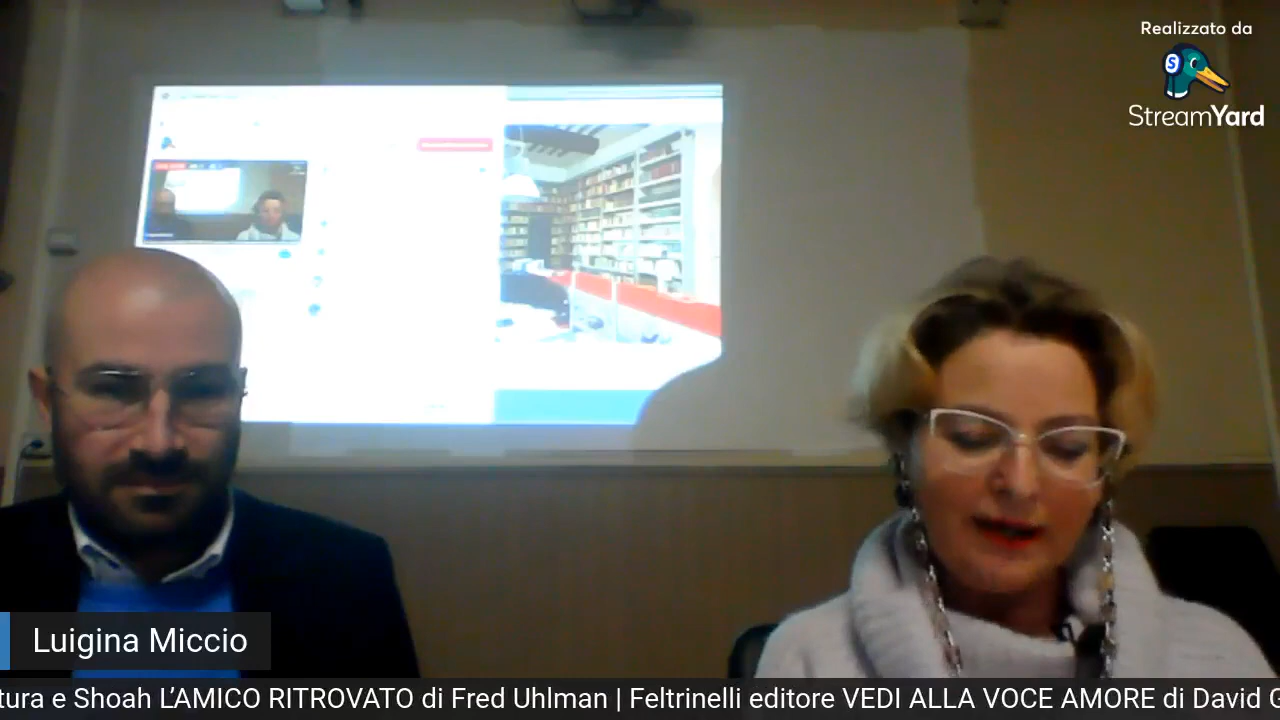 Realizzato da
S
StreamYard
Luigina Miccio
tura e Shoah L’AMICO RITROVATO di Fred Uhlman | Feltrinelli editore VEDI ALLA VOCE AMORE di David G